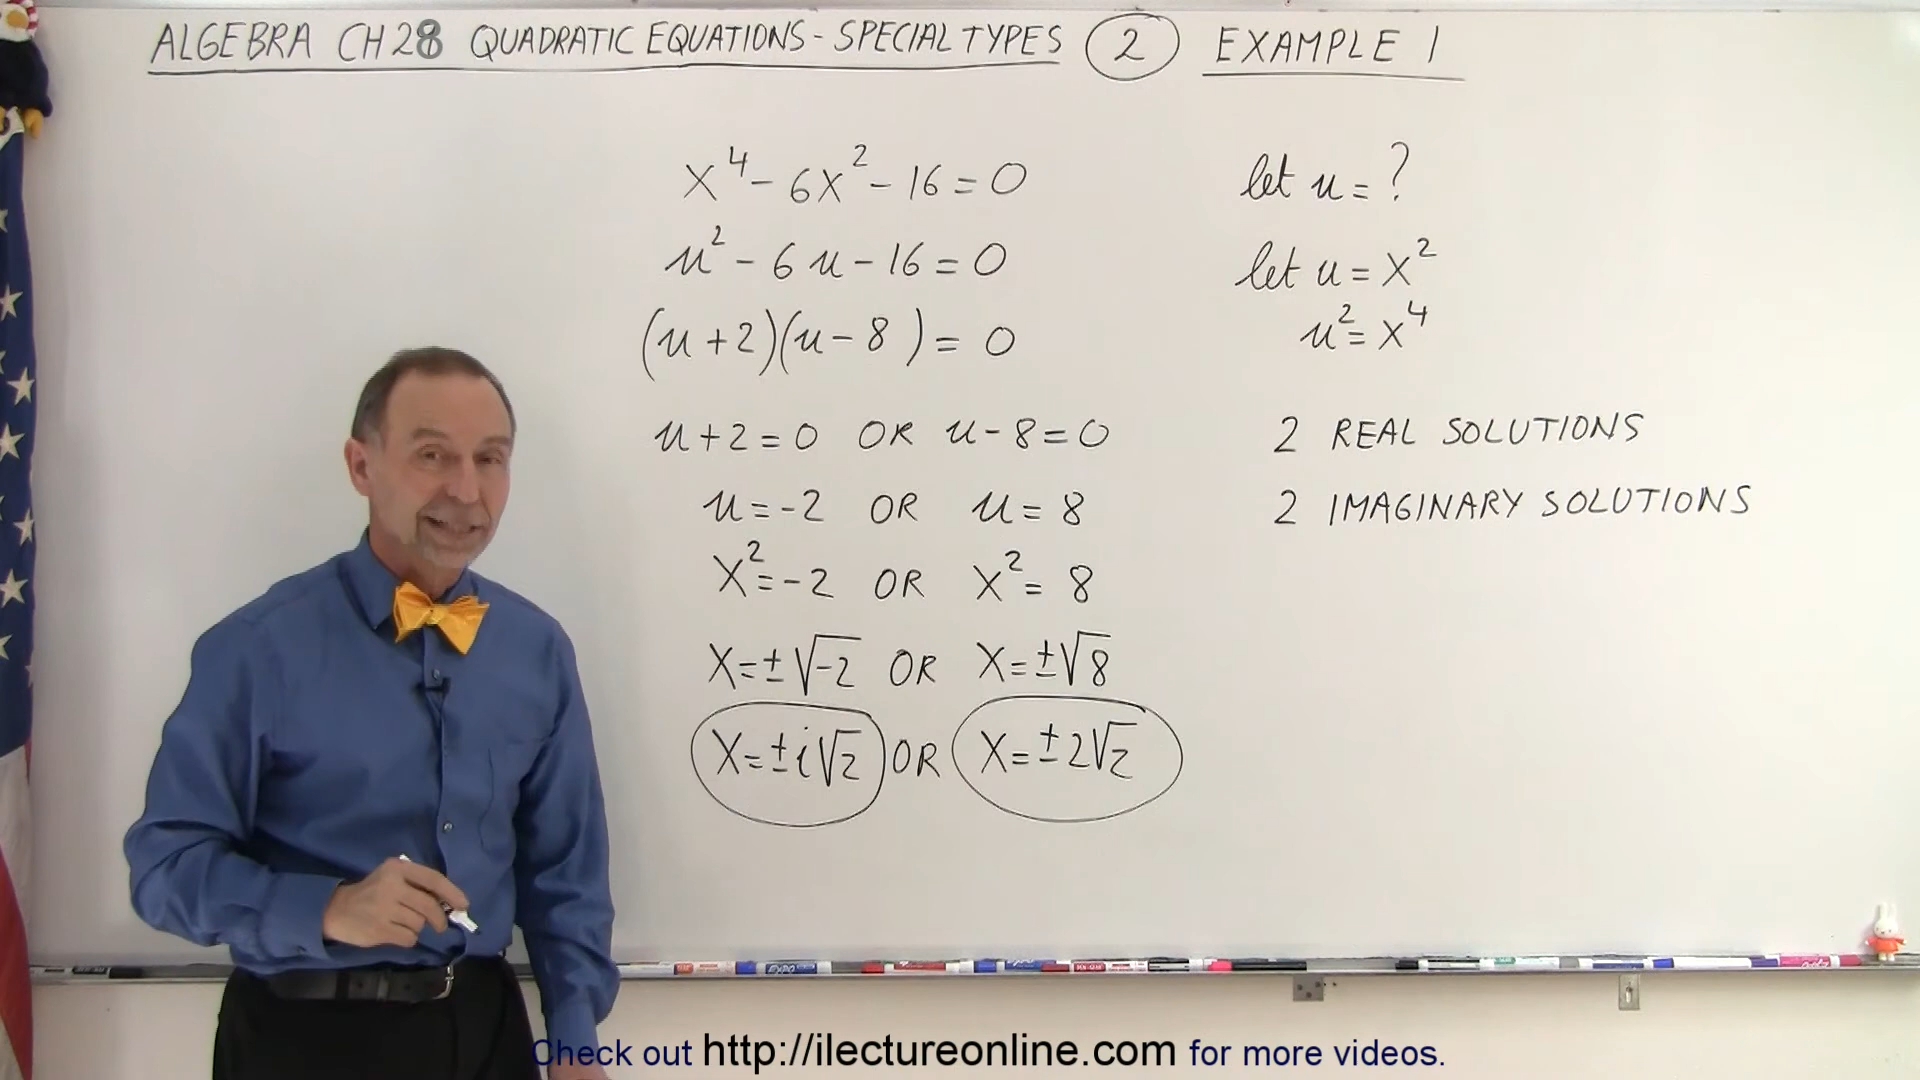 ALGEBRA CH 28 QUADRATIC EQUATIONS - SPECIAL TYPES 2 EXAMPLE 1
x⁴ - 6x² - 16 = 0
u² - 6u - 16 = 0
(u + 2)(u - 8) = 0
u + 2 = 0 OR u - 8 = 0
u = -2 OR u = 8
x² = -2 OR x² = 8
x = ±√-2 OR x = ±√8
x = ±i√2 OR x = ±2√2
let u = ?
let u = x²
u² = x⁴
2 REAL SOLUTIONS
2 IMAGINARY SOLUTIONS
EXPO
Check out http://ilectureonline.com for more videos.